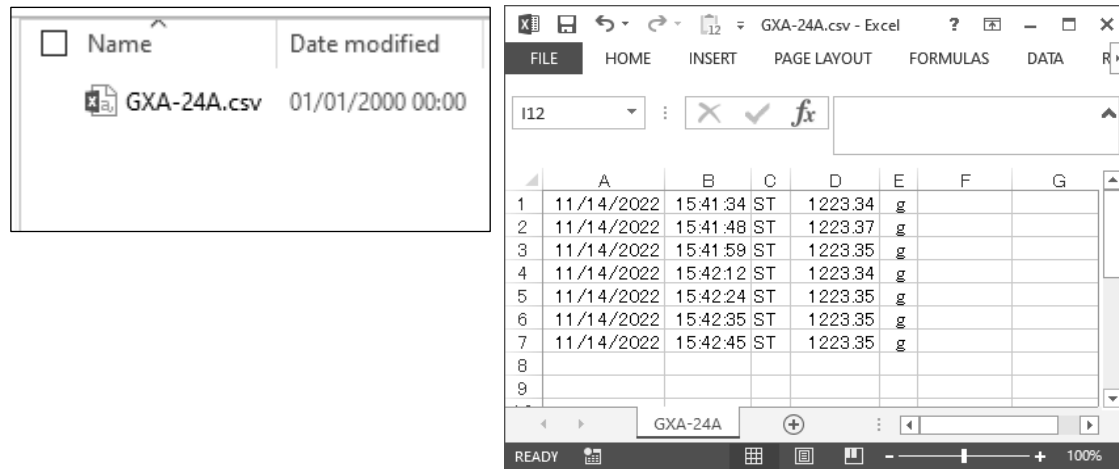 Name Date modified
GXA-24A.csv 01/01/2000 00:00
12 GXA-24A.csv - Excel ?
FILE HOME INSERT PAGE LAYOUT FORMULAS DATA R
I12 fx
A B C D E F G
1 11/14/2022 15:41:34 ST 1223.34 g
2 11/14/2022 15:41:48 ST 1223.37 g
3 11/14/2022 15:41:59 ST 1223.35 g
4 11/14/2022 15:42:12 ST 1223.34 g
5 11/14/2022 15:42:24 ST 1223.35 g
6 11/14/2022 15:42:35 ST 1223.35 g
7 11/14/2022 15:42:45 ST 1223.35 g
8
9
GXA-24A
READY 100%